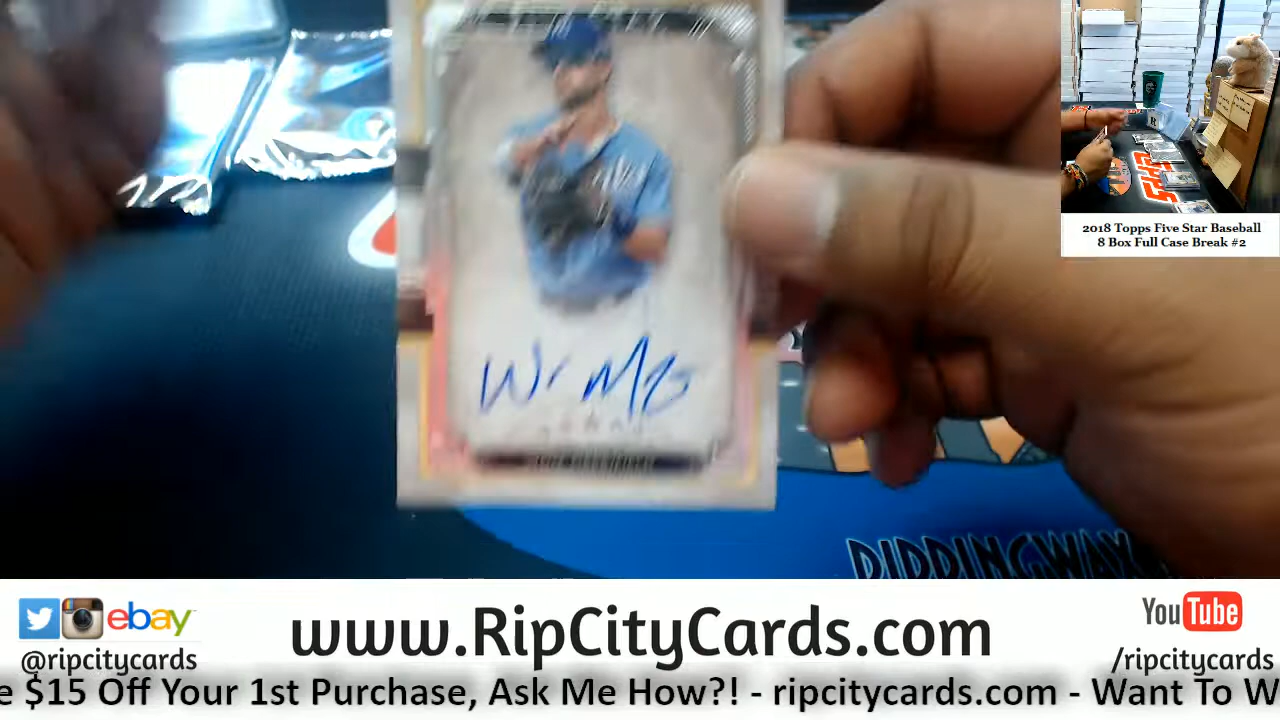 2018 Topps Five Star Baseball
8 Box Full Case Break #2
ebay
@ripcitycards
www.RipCityCards.com
YouTube
/ripcitycards
e $15 Off Your 1st Purchase, Ask Me How?! - ripcitycards.com - Want To W